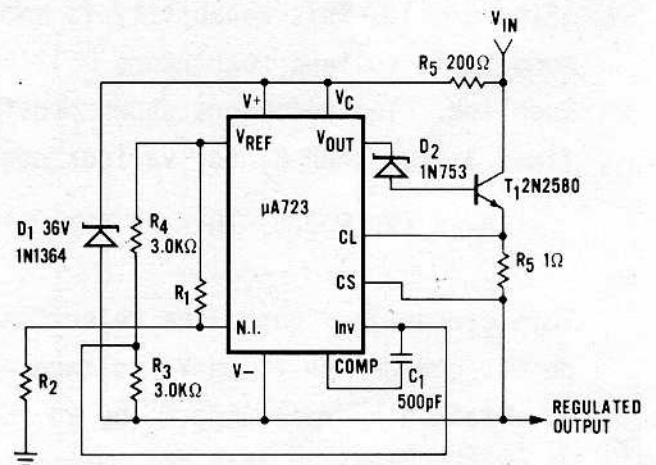 V_IN
R5 200Ω
V+
V_C
V_REF
V_OUT
D2
1N753
T1 2N2580
µA723
D1 36V
1N1364
R4
3.0KΩ
CL
R5 1Ω
CS
R1
N.I.
Inv
R2
R3
3.0KΩ
V–
COMP
C1
500pF
REGULATED
OUTPUT